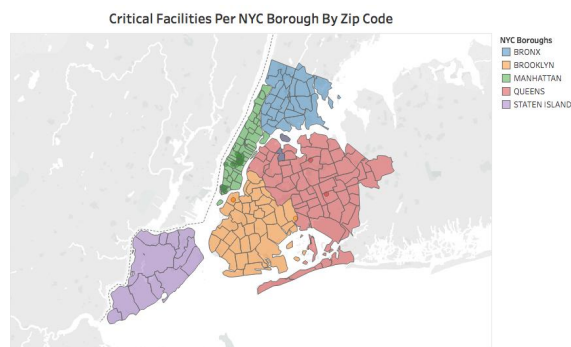 Critical Facilities Per NYC Borough By Zip Code
NYC Boroughs
BRONX
BROOKLYN
MANHATTAN
QUEENS
STATEN ISLAND